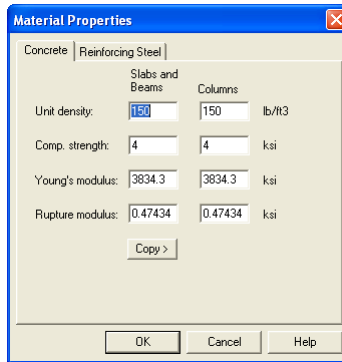 Material Properties
Concrete Reinforcing Steel
Slabs and
Beams Columns
Unit density: 150 150 lb/ft3
Comp. strength: 4 4 ksi
Young's modulus: 3834.3 3834.3 ksi
Rupture modulus: 0.47434 0.47434 ksi
Copy >
OK Cancel Help